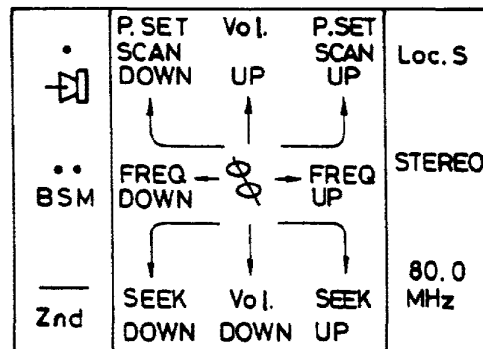 P.SET Vol. P.SET
SCAN SCAN Loc.S
DOWN UP UP
BSM FREQ FREQ STEREO
DOWN UP
80.0
MHz
Znd SEEK Vol. SEEK
DOWN DOWN UP